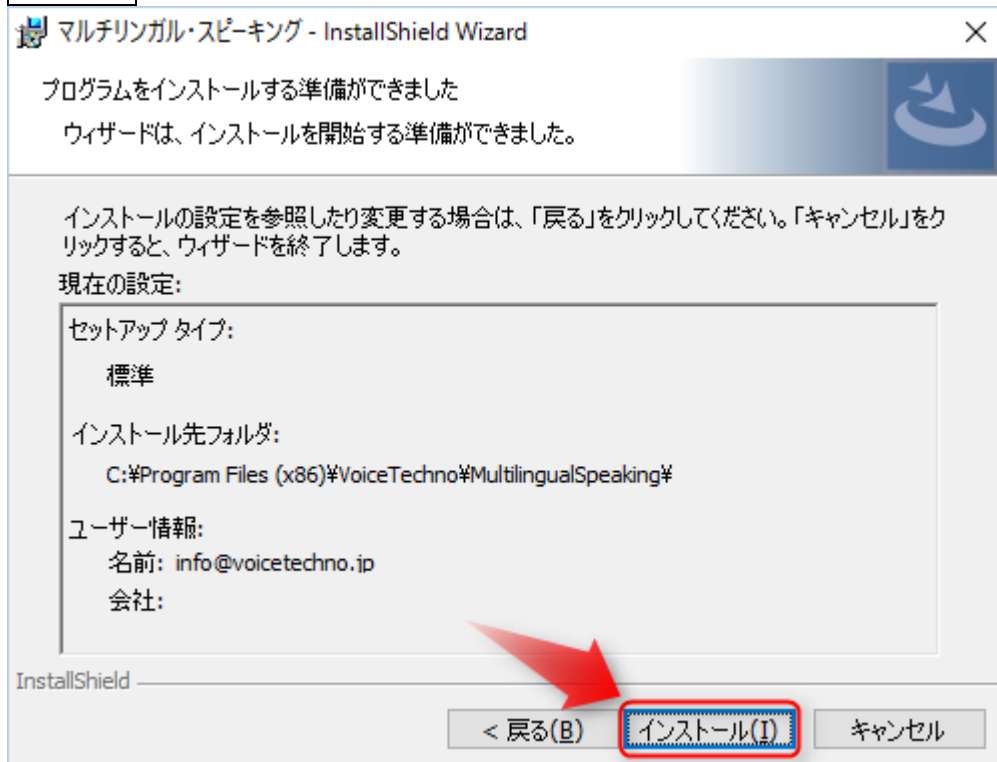 マルチリンガル・スピーキング - InstallShield Wizard
プログラムをインストールする準備ができました
ウィザードは、インストールを開始する準備ができました。
インストールの設定を参照したり変更する場合は、「戻る」をクリックしてください。「キャンセル」をク
リックすると、ウィザードを終了します。
現在の設定:
セットアップ タイプ:
標準
インストール先フォルダ:
C:¥Program Files (x86)¥VoiceTechno¥MultilingualSpeaking¥
ユーザー情報:
名前: info@voicetechno.jp
会社:
InstallShield
< 戻る(B) インストール(I) キャンセル